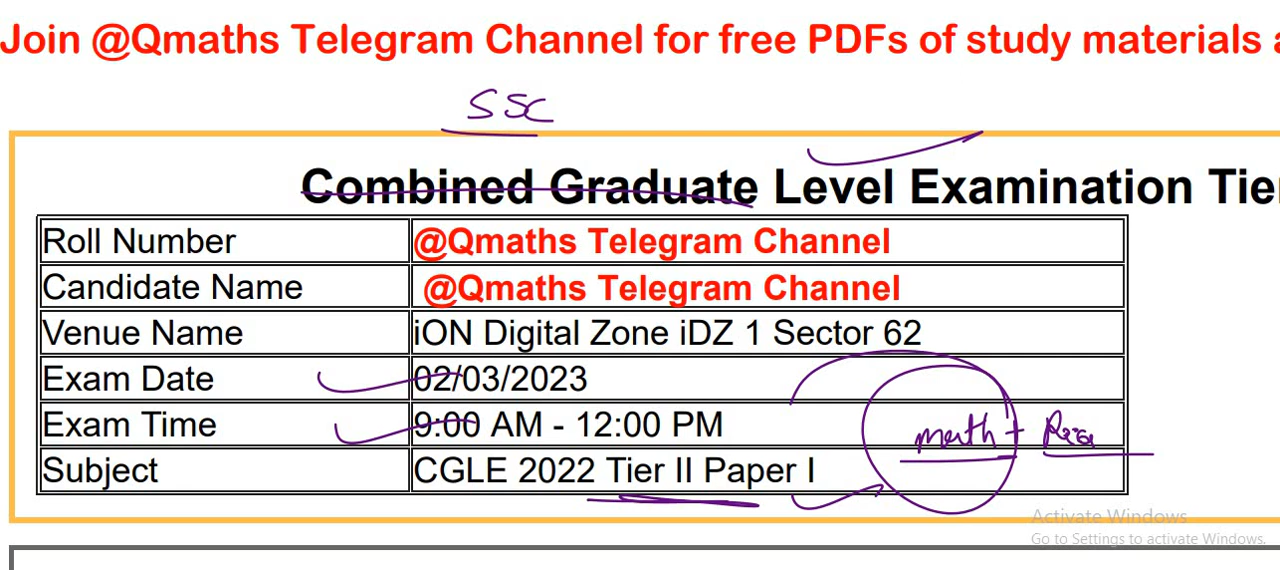 Join @Qmaths Telegram Channel for free PDFs of study materials
SSC
Combined Graduate Level Examination Tier
Roll Number @Qmaths Telegram Channel
Candidate Name @Qmaths Telegram Channel
Venue Name iON Digital Zone iDZ 1 Sector 62
Exam Date 02/03/2023
Exam Time 9:00 AM - 12:00 PM
math +
Subject CGLE 2022 Tier II Paper I
Activate Windows
Go to Settings to activate Windows.